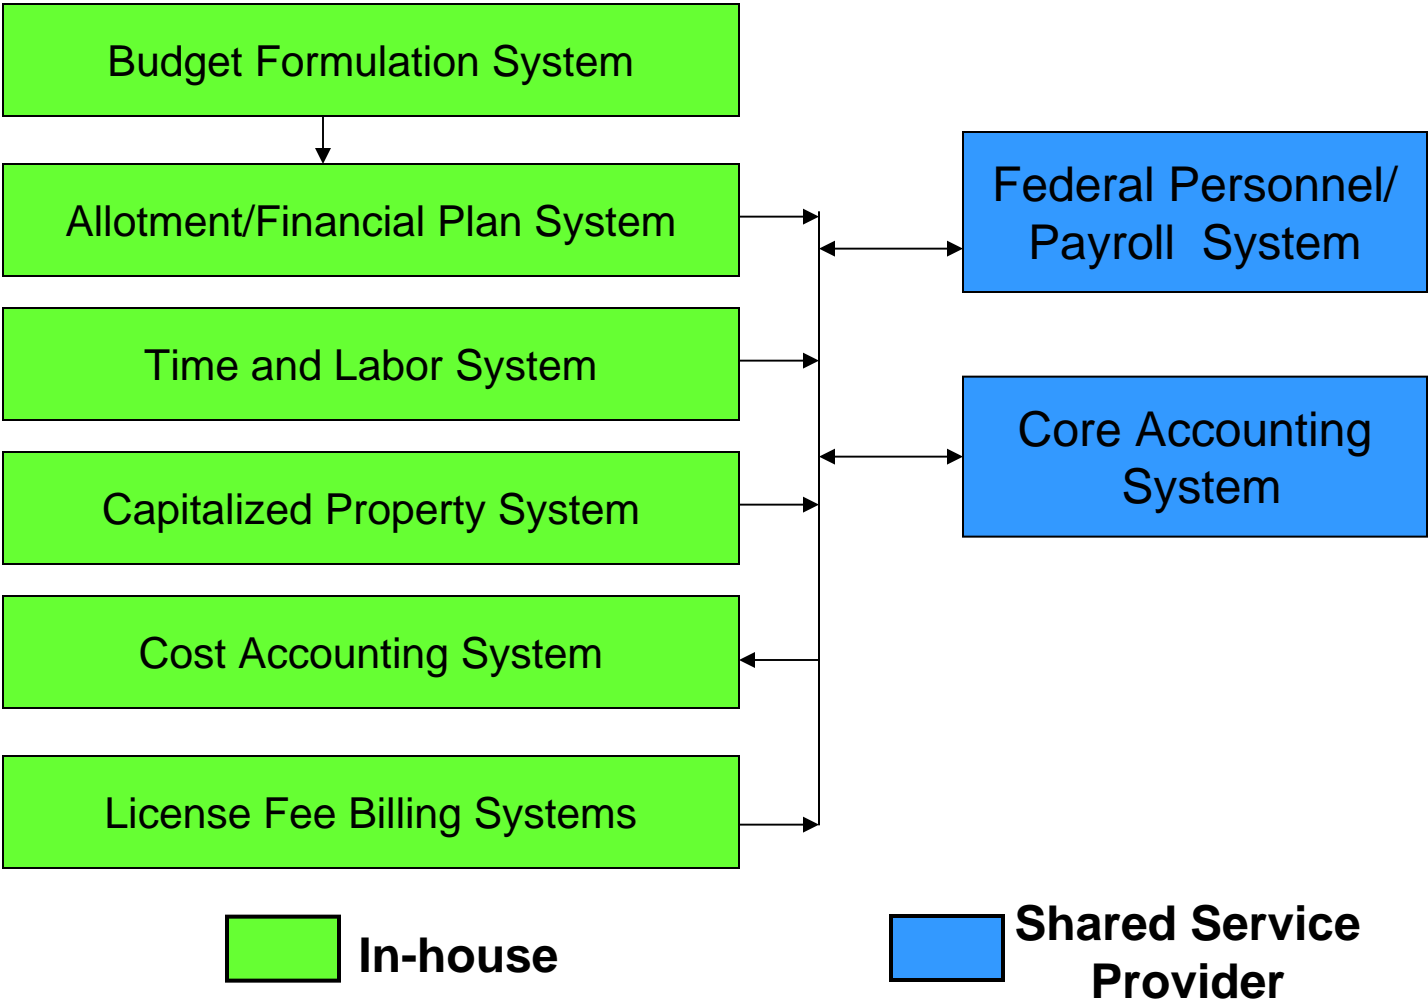 Budget Formulation System
Allotment/Financial Plan System
Federal Personnel/
Payroll  System
Time and Labor System
Core Accounting
System
Capitalized Property System
Cost Accounting System
License Fee Billing Systems
In-house
Shared Service
Provider